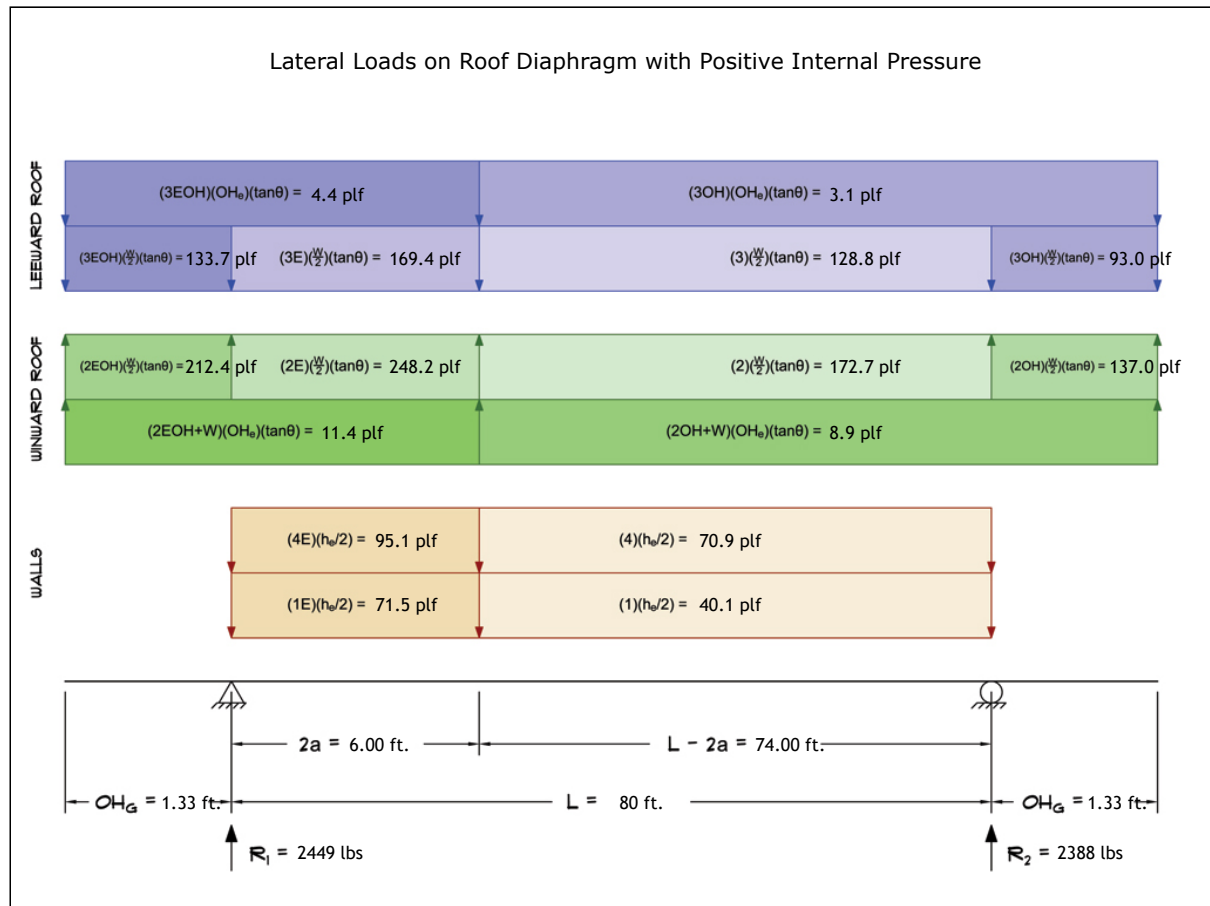 Lateral Loads on Roof Diaphragm with Positive Internal Pressure
LEEWARD ROOF
(3EOH)(OHₑ)(tanθ) = 4.4 plf
(3OH)(OHₑ)(tanθ) = 3.1 plf
(3EOH)(W/2)(tanθ) = 133.7 plf
(3E)(W/2)(tanθ) = 169.4 plf
(3)(W/2)(tanθ) = 128.8 plf
(3OH)(W/2)(tanθ) = 93.0 plf
WINWARD ROOF
(2EOH)(W/2)(tanθ) = 212.4 plf
(2E)(W/2)(tanθ) = 248.2 plf
(2)(W/2)(tanθ) = 172.7 plf
(2OH)(W/2)(tanθ) = 137.0 plf
(2EOH+W)(OHₑ)(tanθ) = 11.4 plf
(2OH+W)(OHₑ)(tanθ) = 8.9 plf
WALLS
(4E)(hₑ/2) = 95.1 plf
(4)(hₑ/2) = 70.9 plf
(1E)(hₑ/2) = 71.5 plf
(1)(hₑ/2) = 40.1 plf
2a = 6.00 ft.
L - 2a = 74.00 ft.
OH_G = 1.33 ft.
L = 80 ft.
OH_G = 1.33 ft.
R₁ = 2449 lbs
R₂ = 2388 lbs